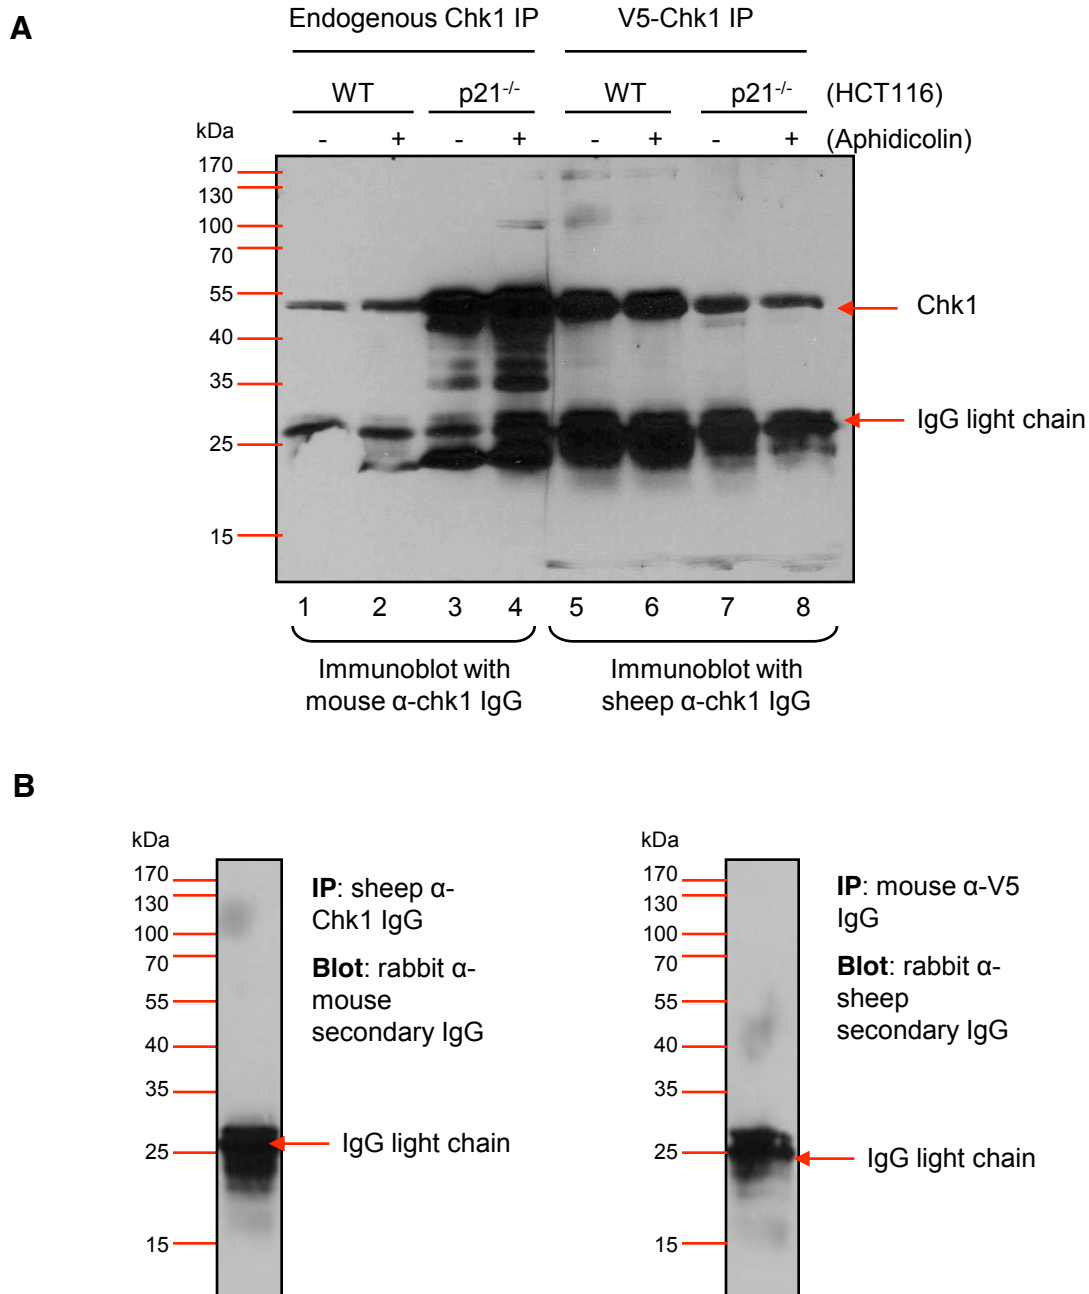 A
Endogenous Chk1 IP
V5-Chk1 IP
WT
p21-/-
WT
p21-/-
(HCT116)
kDa
-
+
-
+
-
+
-
+
(Aphidicolin)
170
130
100
70
55
40
35
25
15
Chk1
IgG light chain
1
2
3
4
5
6
7
8
Immunoblot with
mouse α-chk1 IgG
Immunoblot with
sheep α-chk1 IgG
B
kDa
170
130
100
70
55
40
35
25
15
IP: sheep α-
Chk1 IgG
Blot: rabbit α-
mouse
secondary IgG
IgG light chain
kDa
170
130
100
70
55
40
35
25
15
IP: mouse α-V5
IgG
Blot: rabbit α-
sheep
secondary IgG
IgG light chain